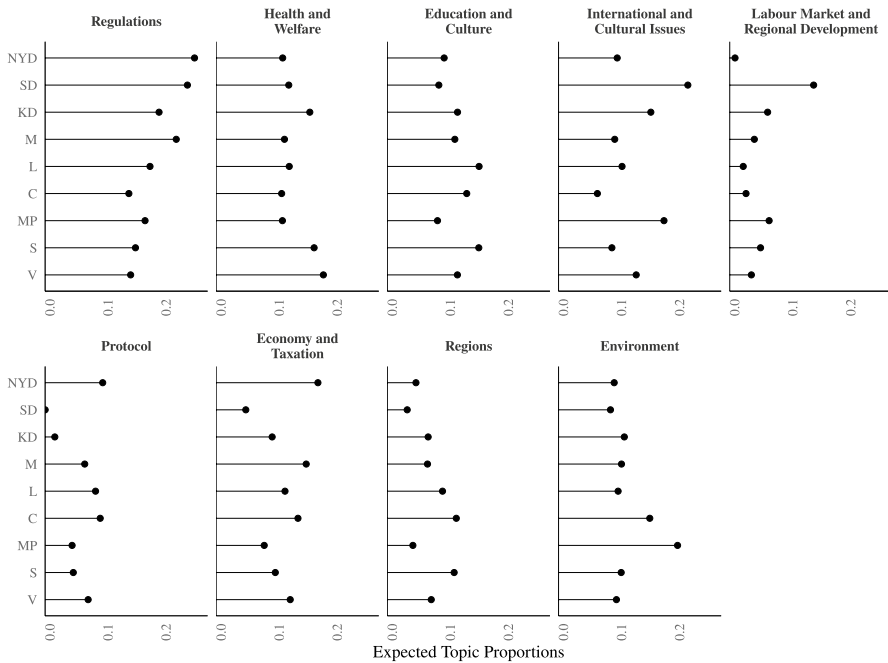 Regulations
Health and
Welfare
Education and
Culture
International and
Cultural Issues
Labour Market and
Regional Development
NYD
SD
KD
M
L
C
MP
S
V
0.0 0.1 0.2 0.0 0.1 0.2 0.0 0.1 0.2 0.0 0.1 0.2 0.0 0.1 0.2
Protocol
Economy and
Taxation
Regions
Environment
NYD
SD
KD
M
L
C
MP
S
V
0.0 0.1 0.2 0.0 0.1 0.2 0.0 0.1 0.2 0.0 0.1 0.2
Expected Topic Proportions